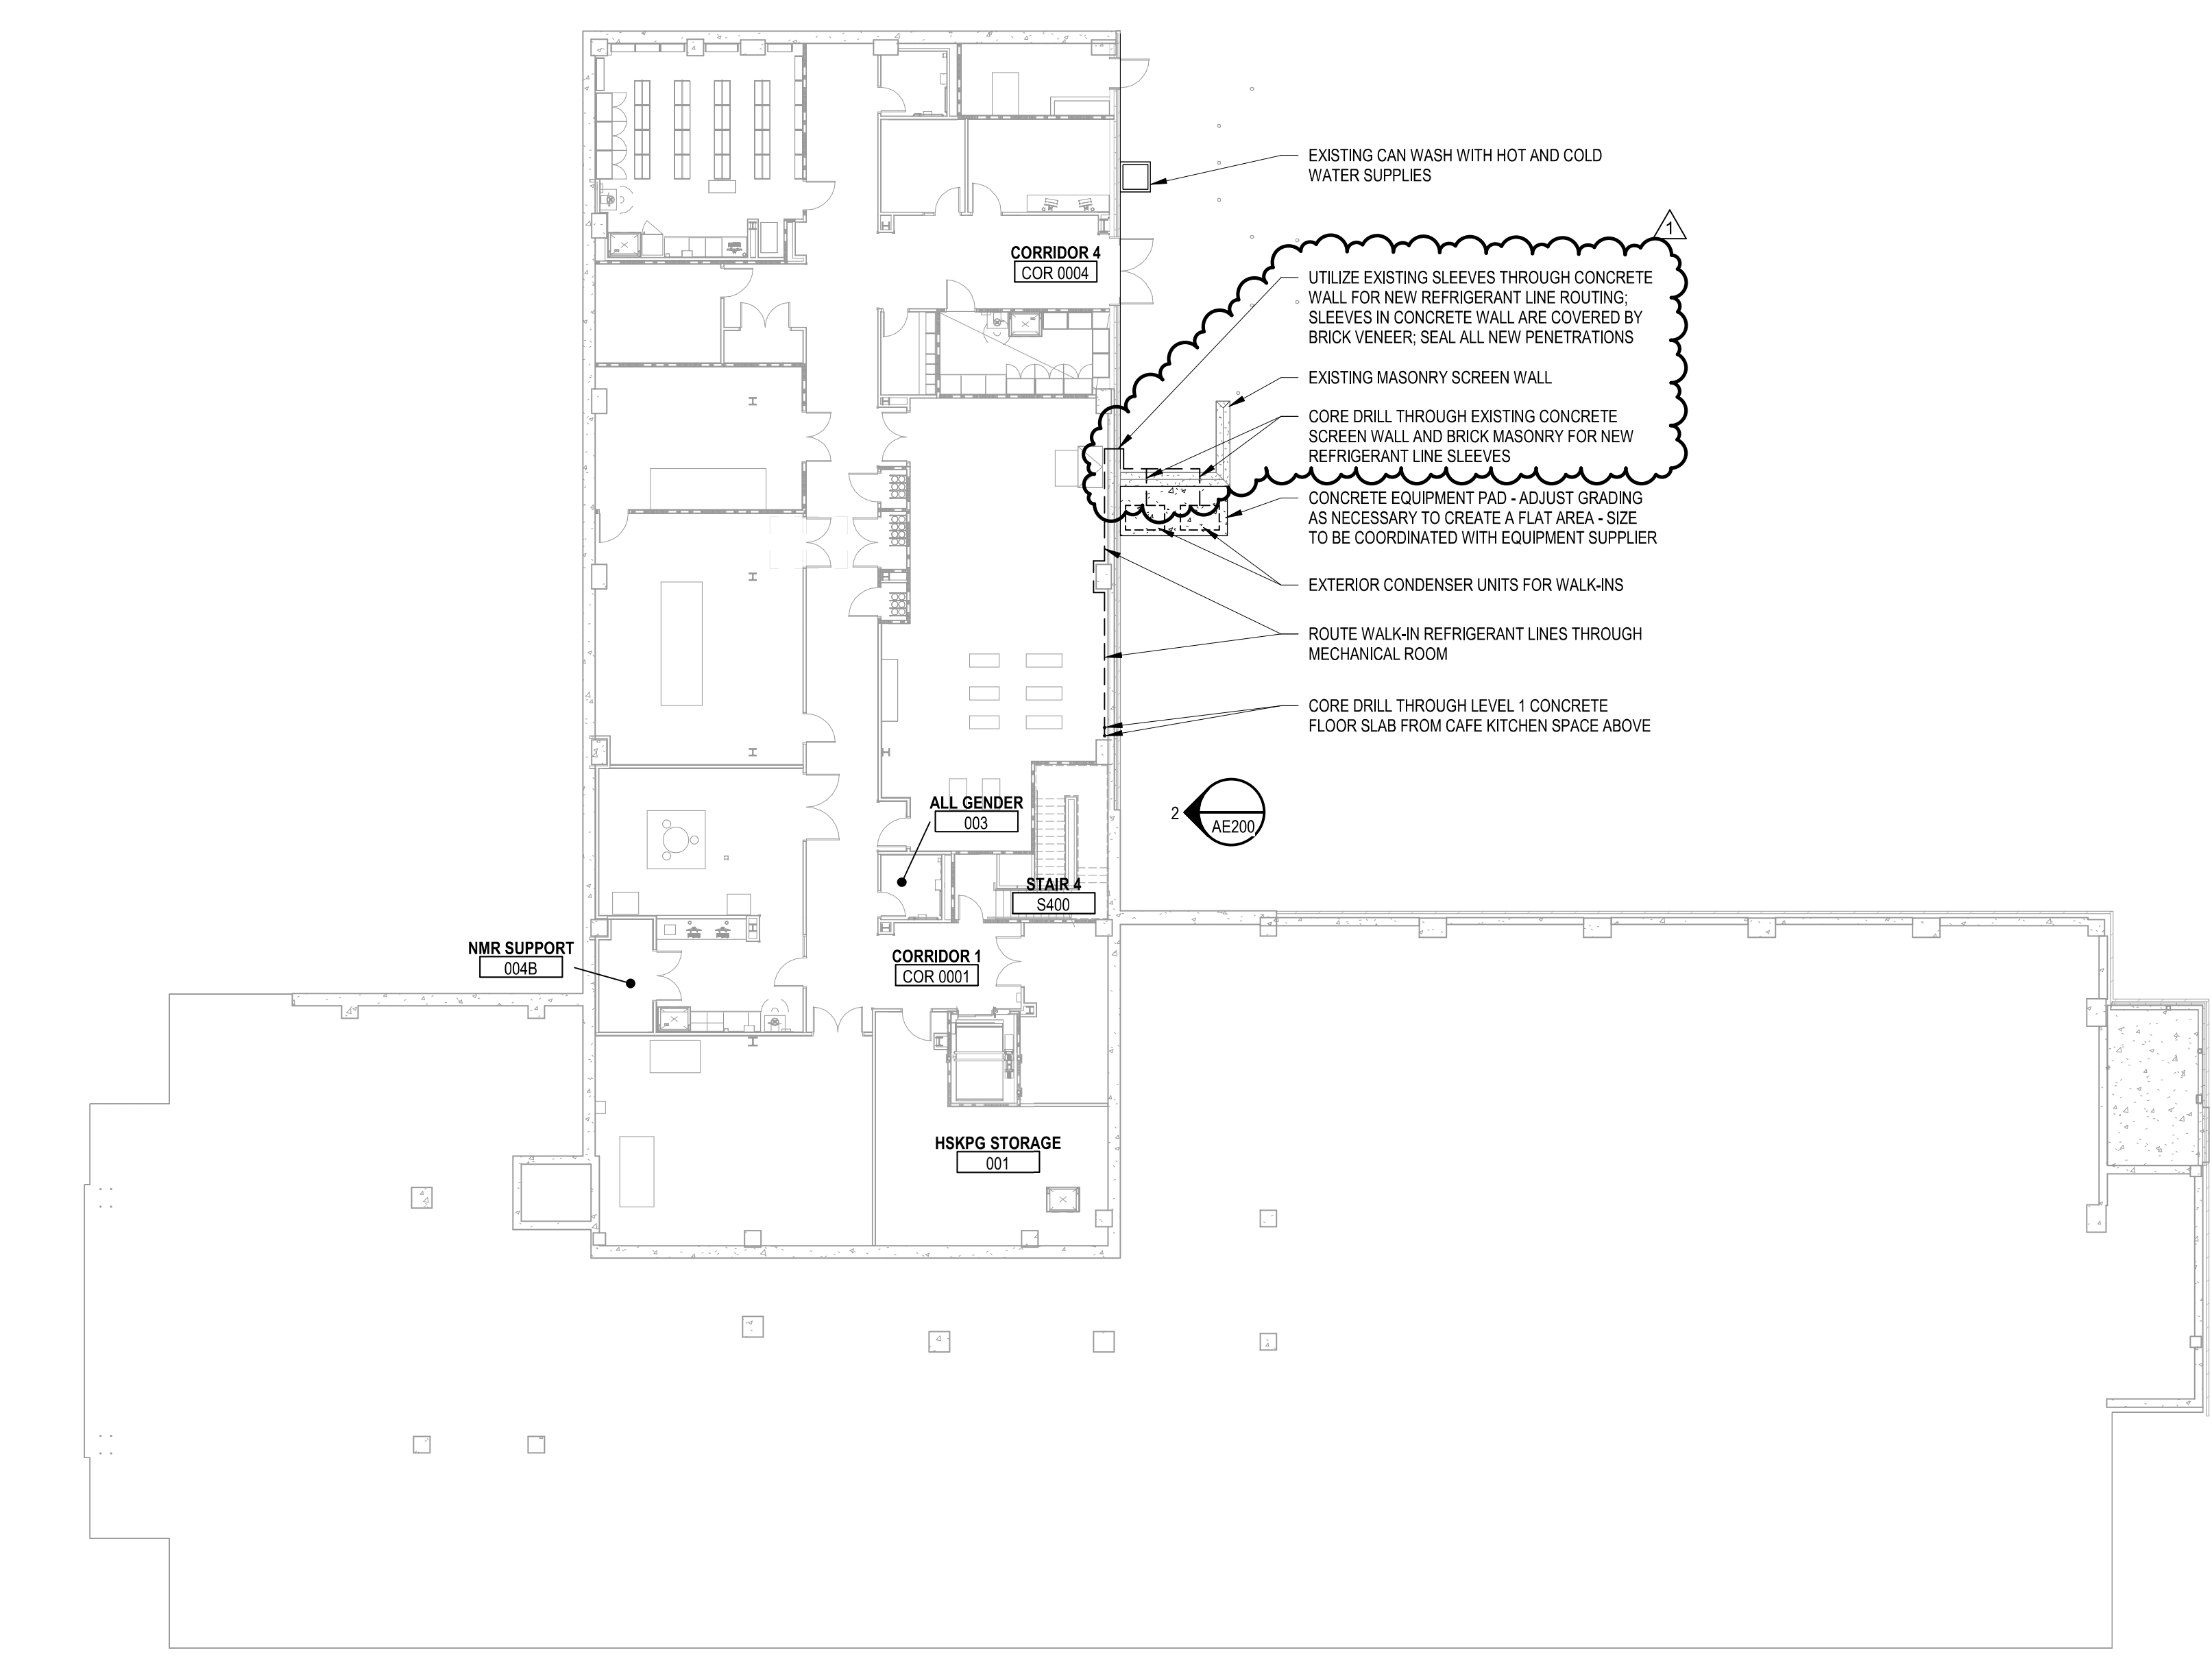 EXISTING CAN WASH WITH HOT AND COLD
WATER SUPPLIES
1
CORRIDOR 4
COR 0004
UTILIZE EXISTING SLEEVES THROUGH CONCRETE
WALL FOR NEW REFRIGERANT LINE ROUTING;
SLEEVES IN CONCRETE WALL ARE COVERED BY
BRICK VENEER; SEAL ALL NEW PENETRATIONS
EXISTING MASONRY SCREEN WALL
CORE DRILL THROUGH EXISTING CONCRETE
SCREEN WALL AND BRICK MASONRY FOR NEW
REFRIGERANT LINE SLEEVES
CONCRETE EQUIPMENT PAD - ADJUST GRADING
AS NECESSARY TO CREATE A FLAT AREA - SIZE
TO BE COORDINATED WITH EQUIPMENT SUPPLIER
EXTERIOR CONDENSER UNITS FOR WALK-INS
ROUTE WALK-IN REFRIGERANT LINES THROUGH
MECHANICAL ROOM
CORE DRILL THROUGH LEVEL 1 CONCRETE
FLOOR SLAB FROM CAFE KITCHEN SPACE ABOVE
ALL GENDER
003
2
AE200
STAIR 4
S400
NMR SUPPORT
004B
CORRIDOR 1
COR 0001
HSKPG STORAGE
001